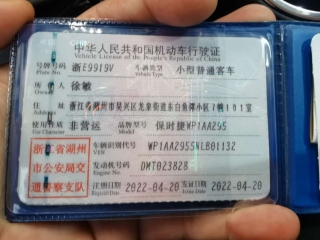 中华人民共和国机动车行驶证
Vehicle License of the People's Republic of China
号牌号码 浙E9919V 车辆类型 小型普通客车
Plate No. Vehicle Type
所有人 徐敏
Owner
住址 浙江省湖州市吴兴区龙泉街道东白鱼潭小区7幢101室
Address
使用性质 非营运 品牌型号 保时捷WP1AA295
Use Character Model
浙江省湖州市公安局交通警察支队
车辆识别代号 WP1AA2955NLB01132
VIN
发动机号码 DMT023828
Engine No.
注册日期 2022-04-20 发证日期 2022-04-20
Register Date Issue Date